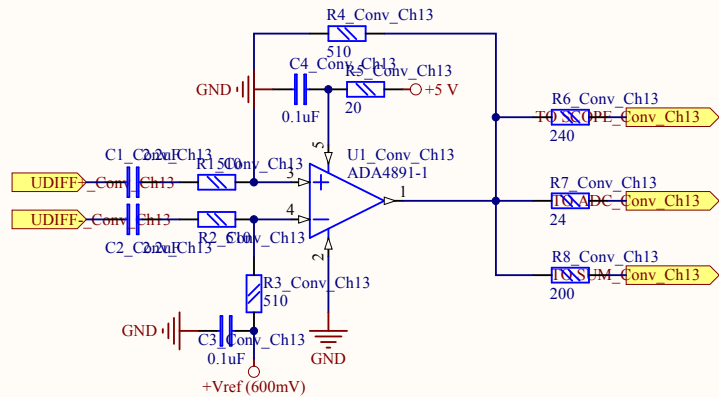 R4_Conv_Ch13
510
C4_Conv_Ch13
0.1uF
GND
R5_Conv_Ch13
20
+5 V
R6_Conv_Ch13
TO SCOPE_Conv_Ch13
240
U1_Conv_Ch13
ADA4891-1
5
C1_Conv_Ch13
2.2uF
R1_Conv_Ch13
510
3
UDIFF+_Conv_Ch13
1
R7_Conv_Ch13
TO ADC_Conv_Ch13
24
UDIFF-_Conv_Ch13
4
C2_Conv_Ch13
2.2uF
R2_Conv_Ch13
510
2
R8_Conv_Ch13
TO SUM_Conv_Ch13
200
R3_Conv_Ch13
510
GND
C3_Conv_Ch13
0.1uF
GND
+Vref (600mV)